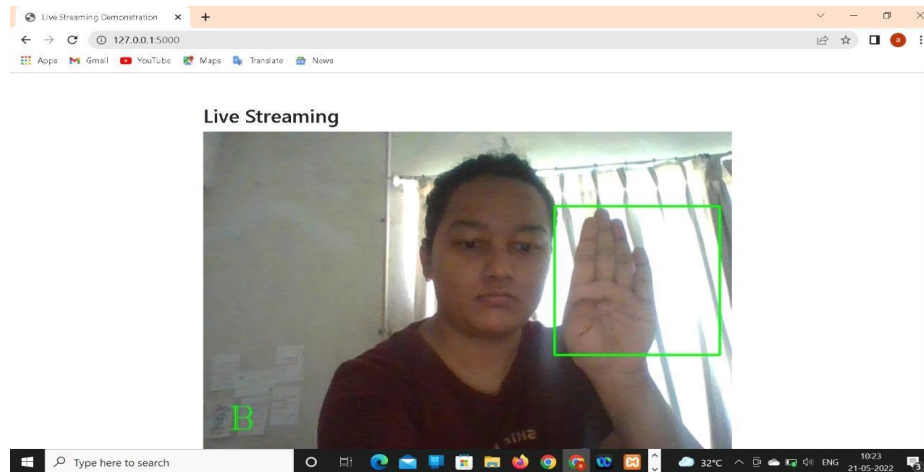 Live Streaming Demonstration
127.0.0.1:5000
Apps Gmail YouTube Maps Translate News
a
Live Streaming
B
Type here to search
32°C
ENG
10:23
21-05-2022